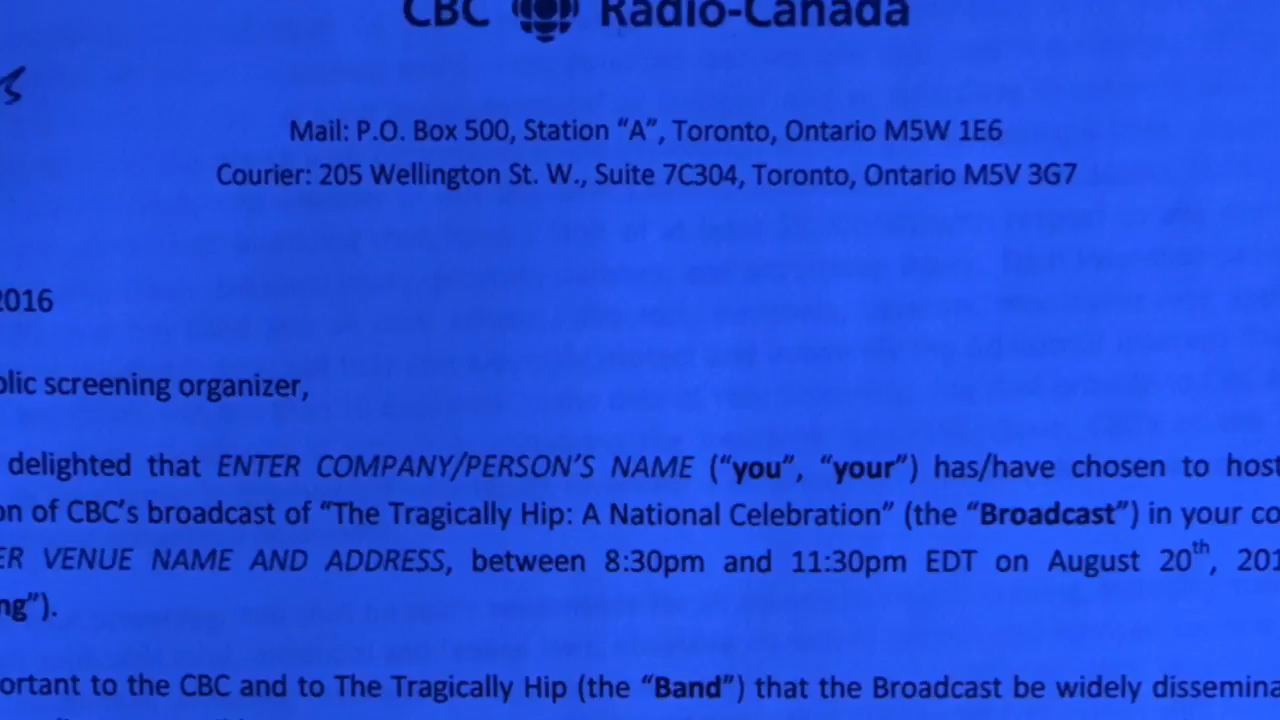 CBC Radio-Canada
Mail: P.O. Box 500, Station “A”, Toronto, Ontario M5W 1E6
Courier: 205 Wellington St. W., Suite 7C304, Toronto, Ontario M5V 3G7
2016
blic screening organizer,
delighted that ENTER COMPANY/PERSON’S NAME (“you”, “your”) has/have chosen to host
on of CBC’s broadcast of “The Tragically Hip: A National Celebration” (the “Broadcast”) in your co
ER VENUE NAME AND ADDRESS, between 8:30pm and 11:30pm EDT on August 20th, 201
ng”).
ortant to the CBC and to The Tragically Hip (the “Band”) that the Broadcast be widely dissemina